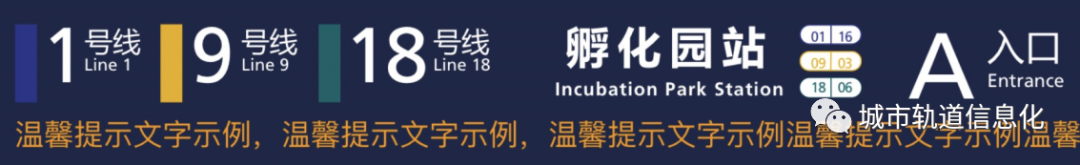 1 号线 Line 1
9 号线 Line 9
18 号线 Line 18
孵化园站
Incubation Park Station
01 16
09 03
18 06
A 入口
Entrance
温馨提示文字示例，温馨提示文字示例，温馨提示文字示例温馨提示文字示例温馨
城市轨道信息化